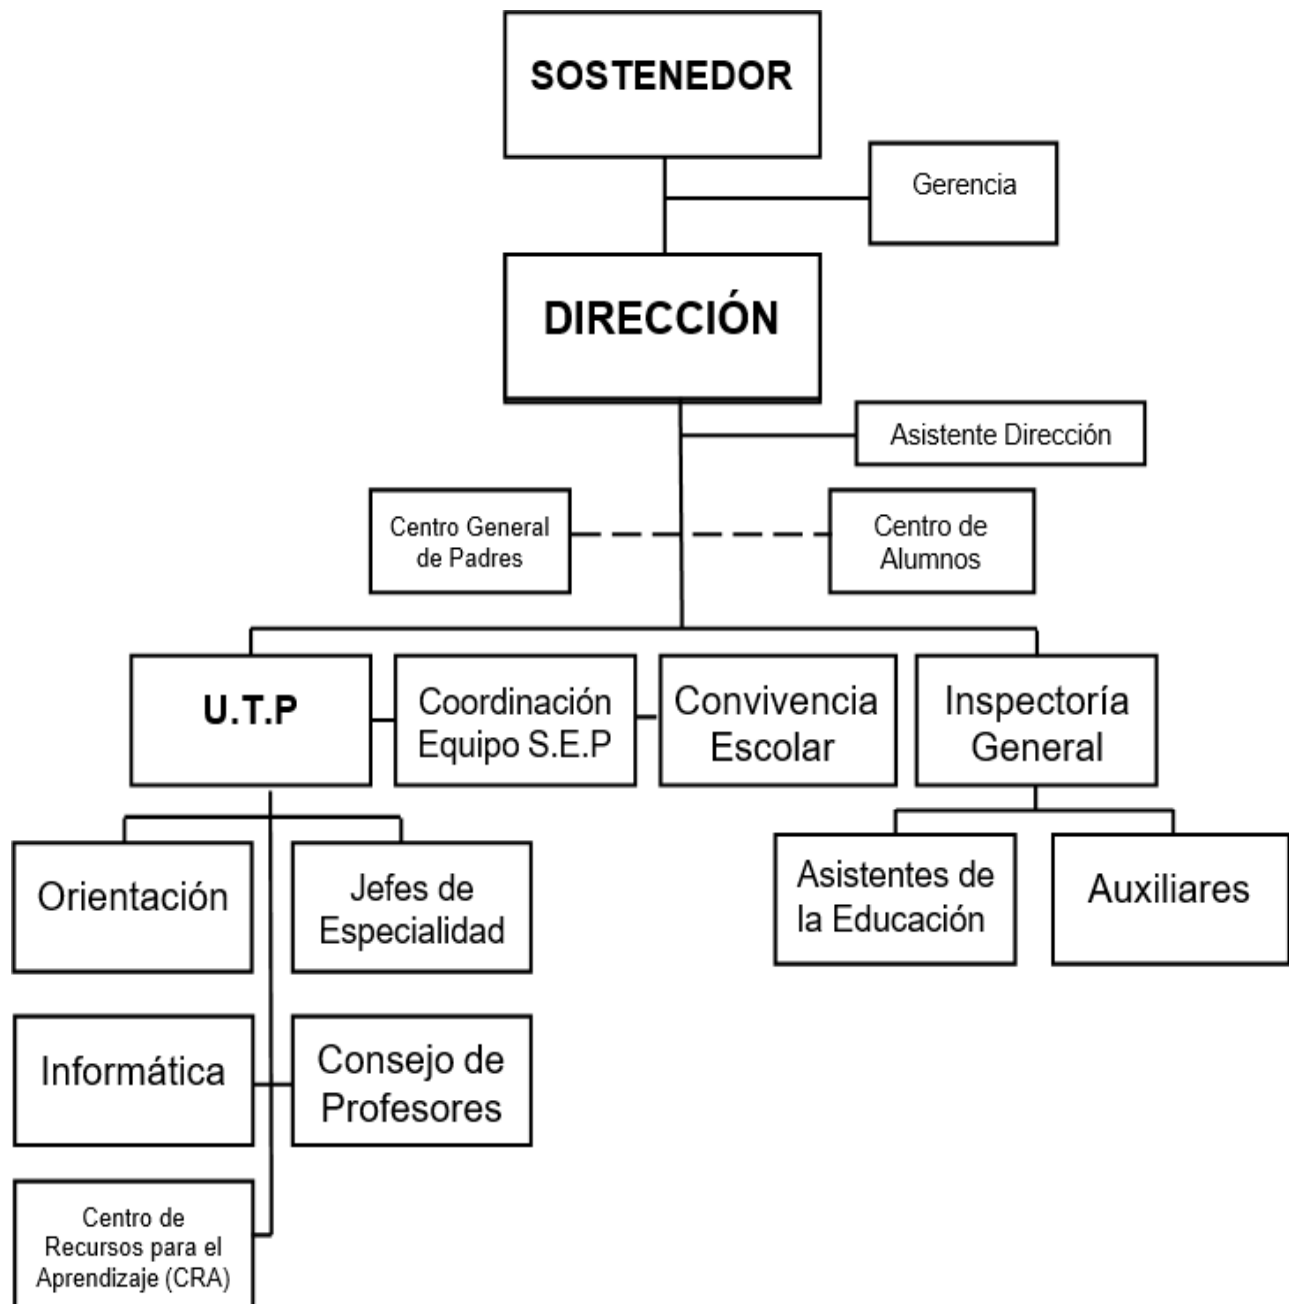 SOSTENEDOR
Gerencia
DIRECCIÓN
Asistente Dirección
Centro General
de Padres
Centro de
Alumnos
U.T.P
Coordinación
Equipo S.E.P
Convivencia
Escolar
Inspectoría
General
Orientación
Jefes de
Especialidad
Asistentes de
la Educación
Auxiliares
Informática
Consejo de
Profesores
Centro de
Recursos para el
Aprendizaje (CRA)